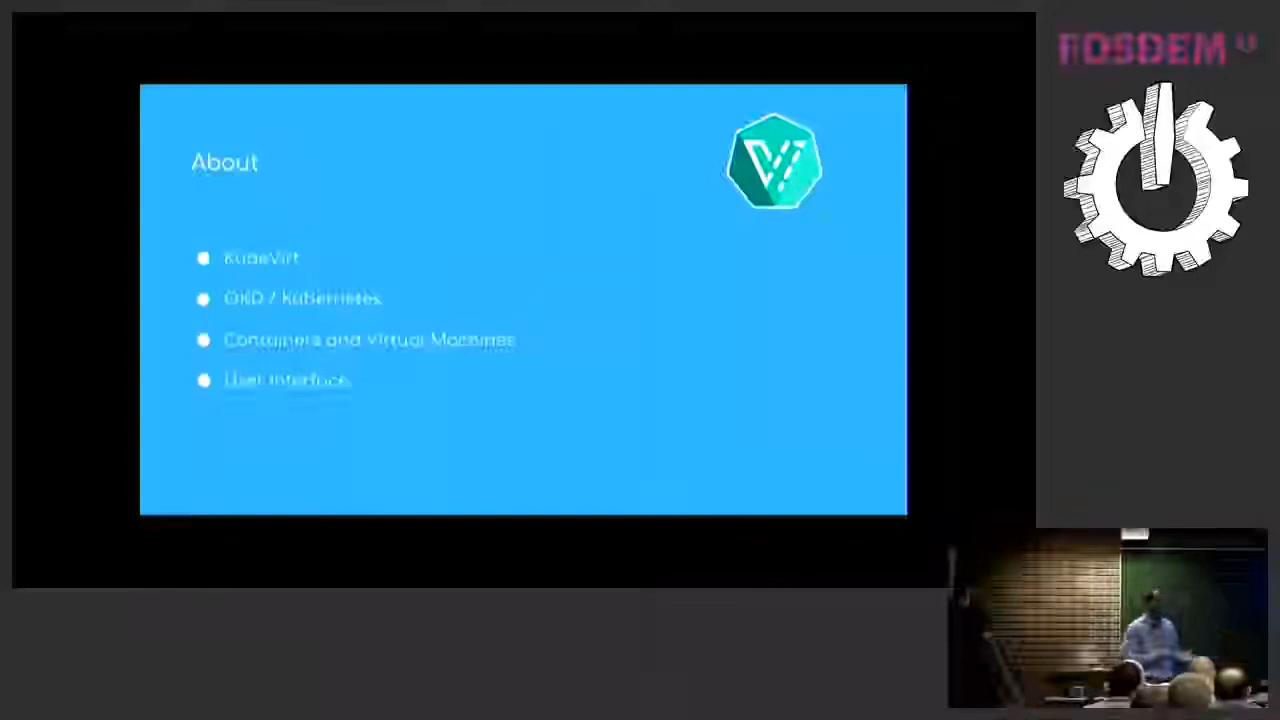 FOSDEM
About
KubeVirt
OKD / Kubernetes
Containers and Virtual Machines
User Interface